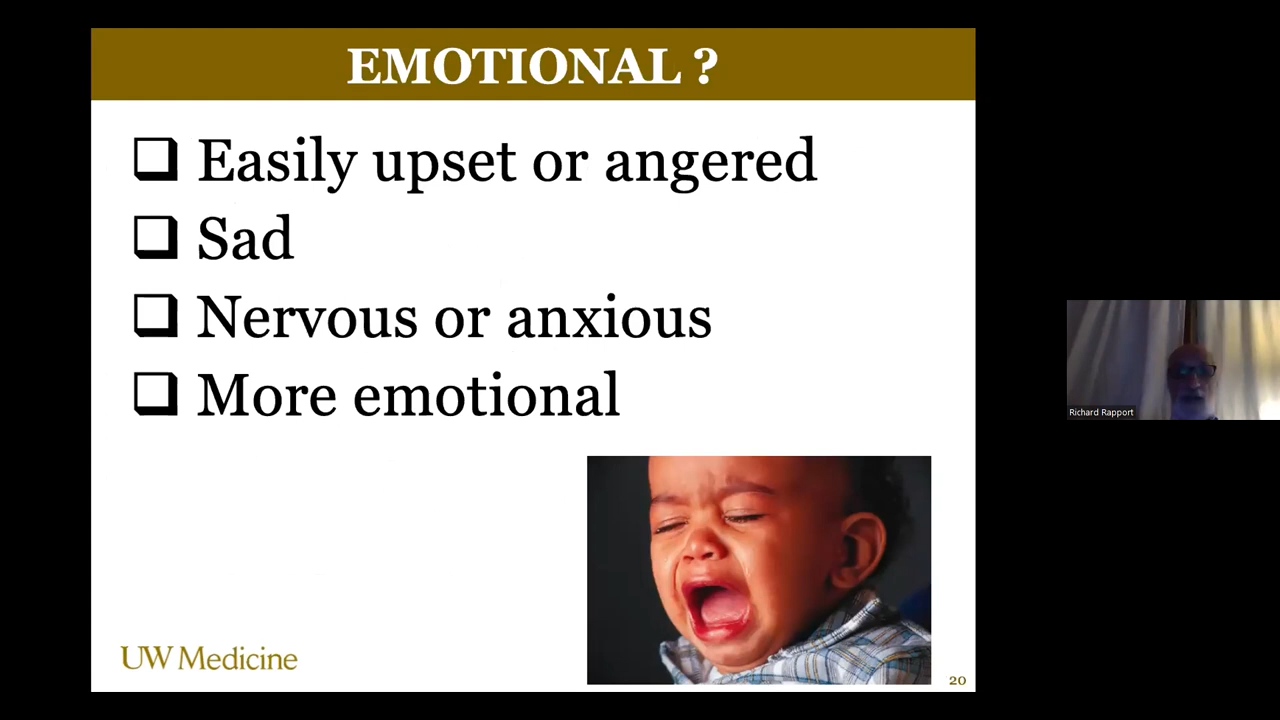 EMOTIONAL ?
Easily upset or angered
Sad
Nervous or anxious
More emotional
UW Medicine
20
Richard Rapport